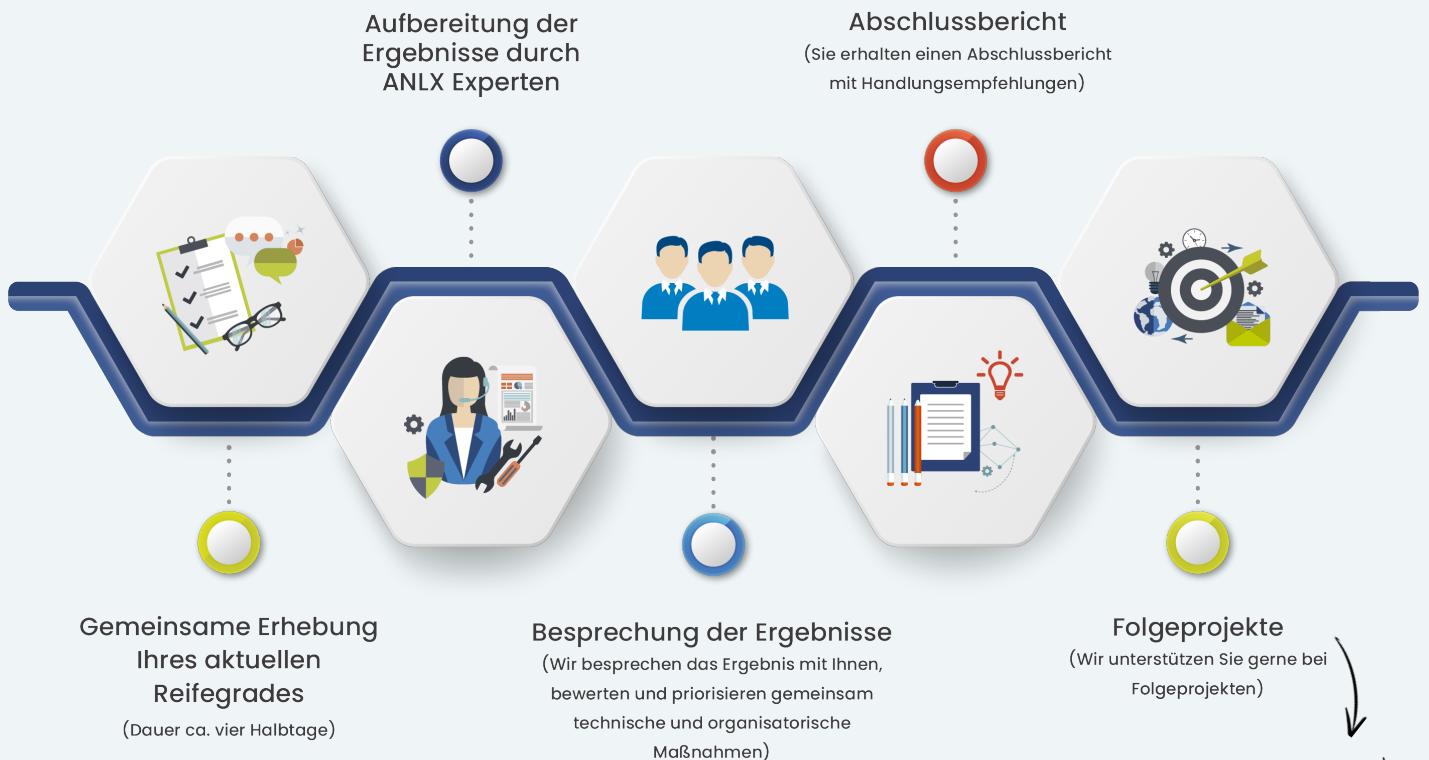 Aufbereitung der
Ergebnisse durch
ANLX Experten
Abschlussbericht
(Sie erhalten einen Abschlussbericht
mit Handlungsempfehlungen)
Gemeinsame Erhebung
Ihres aktuellen
Reifegrades
(Dauer ca. vier Halbtage)
Besprechung der Ergebnisse
(Wir besprechen das Ergebnis mit Ihnen,
bewerten und priorisieren gemeinsam
technische und organisatorische
Maßnahmen)
Folgeprojekte
(Wir unterstützen Sie gerne bei
Folgeprojekten)